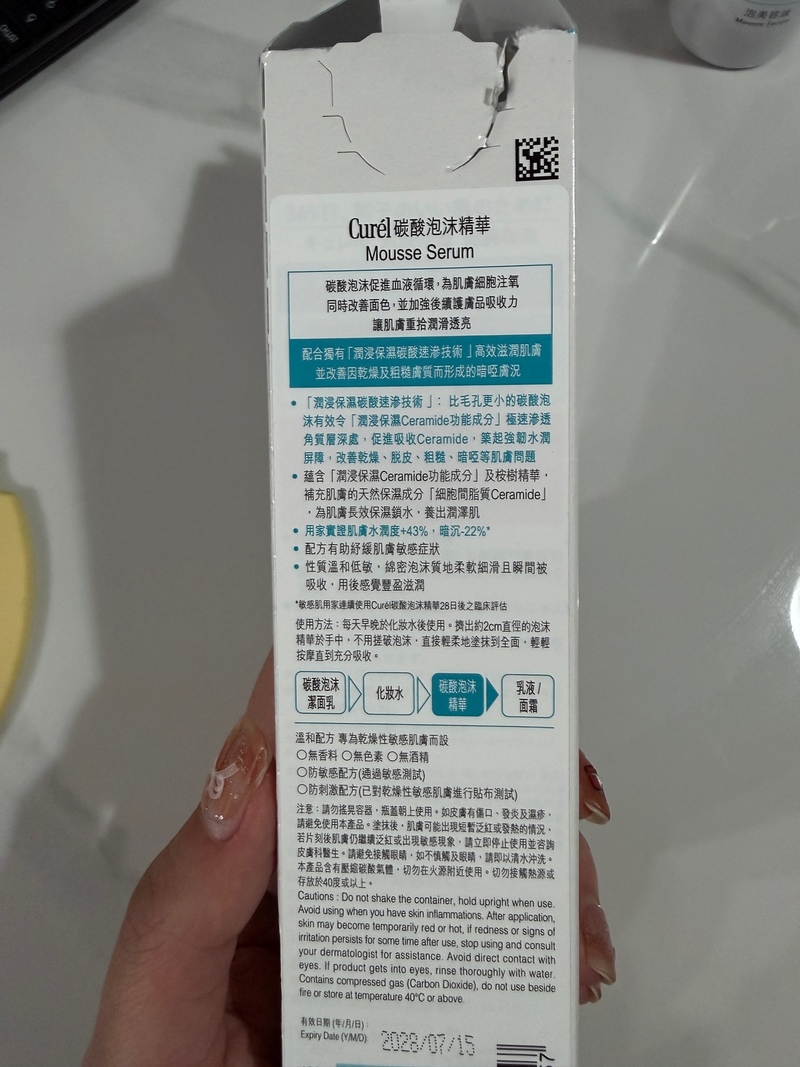 泡美容液
Mousse Serum
Curél 碳酸泡沫精華
Mousse Serum
碳酸泡沫促進血液循環,為肌膚細胞注氧
同時改善面色,並加強後續護膚品吸收力
讓肌膚重拾潤滑透亮
配合獨有「潤浸保濕碳酸速滲技術」高效滋潤肌膚
並改善因乾燥及粗糙膚質而形成的暗啞膚況
• 「潤浸保濕碳酸速滲技術」: 比毛孔更小的碳酸泡
沫有效令「潤浸保濕Ceramide功能成分」極速滲透
角質層深處,促進吸收Ceramide,築起強韌水潤
屏障,改善乾燥、脫皮、粗糙、暗啞等肌膚問題
• 蘊含「潤浸保濕Ceramide功能成分」及桉樹精華,
補充肌膚的天然保濕成分「細胞間脂質Ceramide」
,為肌膚長效保濕鎖水,養出潤澤肌
• 用家實證肌膚水潤度+43%,暗沉-22%*
• 配方有助紓緩肌膚敏感症狀
• 性質溫和低敏,綿密泡沫質地柔軟細滑且瞬間被
吸收,用後感覺豐盈滋潤
*敏感肌用家連續使用Curél碳酸泡沫精華28日後之臨床評估
使用方法:每天早晚於化妝水後使用。擠出約2cm直徑的泡沫
精華於手中,不用搓破泡沫,直接輕柔地塗抹到全面,輕輕
按摩直到充分吸收。
碳酸泡沫
潔面乳
化妝水
碳酸泡沫
精華
乳液 /
面霜
溫和配方 專為乾燥性敏感肌膚而設
○無香料 ○無色素 ○無酒精
○防敏感配方(通過敏感測試)
○防刺激配方(已對乾燥性敏感肌膚進行貼布測試)
注意:請勿搖晃容器,瓶蓋朝上使用。如皮膚有傷口、發炎及濕疹,
請避免使用本產品。塗抹後,肌膚可能出現短暫泛紅或發熱的情況,
若片刻後肌膚仍繼續泛紅或出現敏感現象,請立即停止使用並咨詢
皮膚科醫生。請避免接觸眼睛,如不慎觸及眼睛,請即以清水沖洗。
本產品含有壓縮碳酸氣體,切勿在火源附近使用。切勿接觸熱源或
存放於40度或以上。
Cautions : Do not shake the container, hold upright when use.
Avoid using when you have skin inflammations. After application,
skin may become temporarily red or hot, if redness or signs of
irritation persists for some time after use, stop using and consult
your dermatologist for assistance. Avoid direct contact with
eyes. If product gets into eyes, rinse thoroughly with water.
Contains compressed gas (Carbon Dioxide), do not use beside
fire or store at temperature 40°C or above.
有效日期 (年/月/日) :
Expiry Date (Y/M/D): 2028/07/15